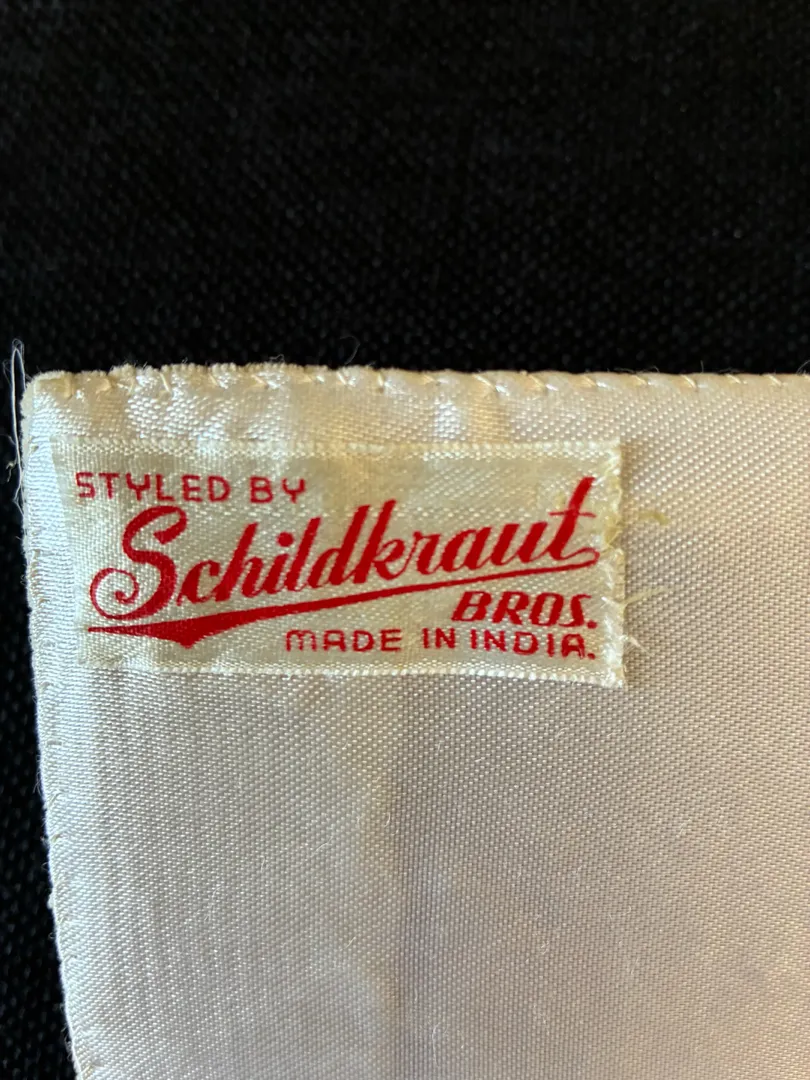 STYLED BY
Schildkraut
BROS.
MADE IN INDIA.